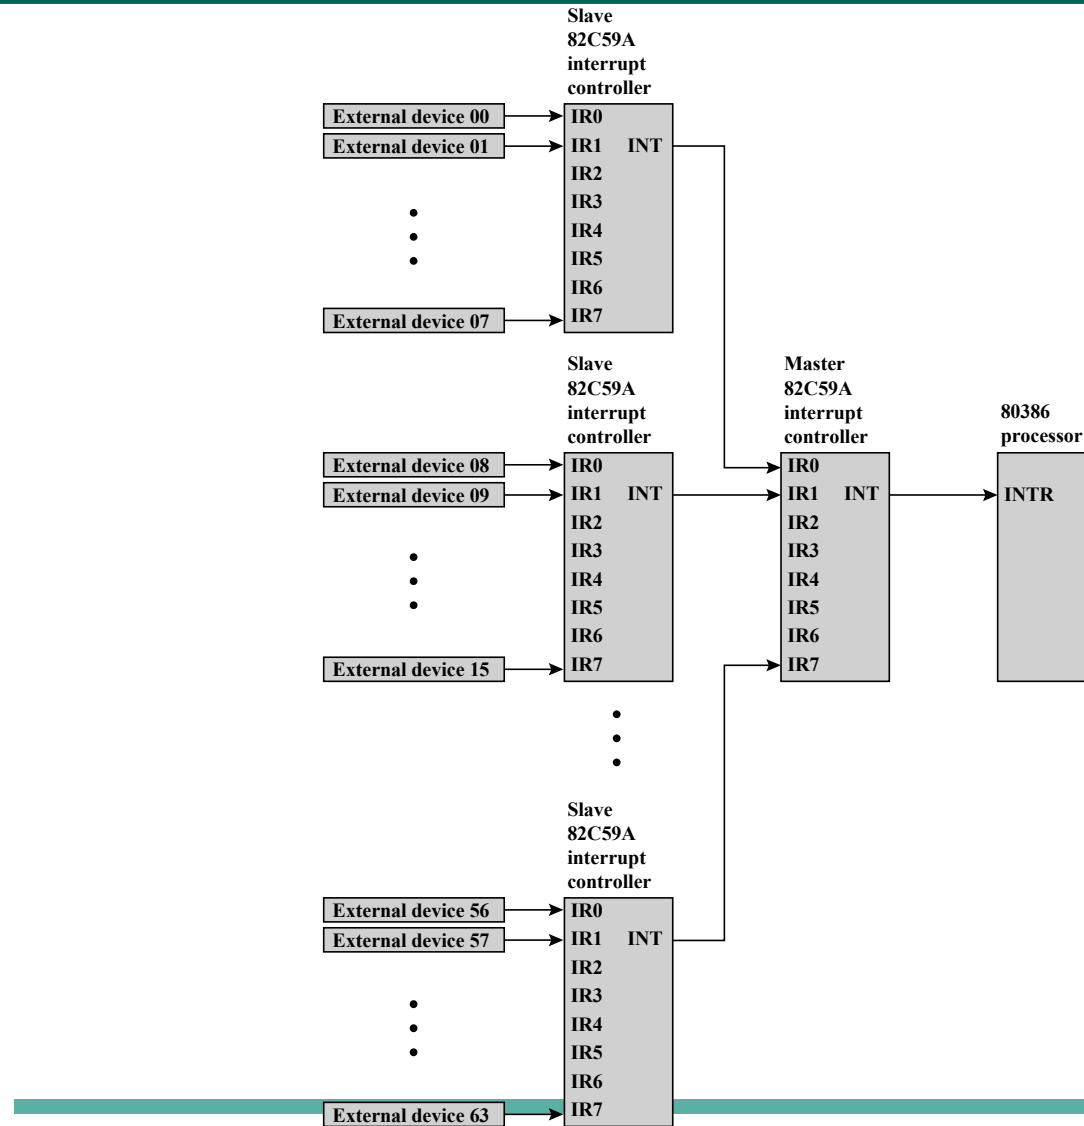 Slave
82C59A
interrupt
controller
External device 00
IR0
External device 01
IR1 INT
IR2
IR3
IR4
IR5
IR6
External device 07
IR7
Slave
82C59A
interrupt
controller
External device 08
IR0
External device 09
IR1 INT
IR2
IR3
IR4
IR5
IR6
External device 15
IR7
Master
82C59A
interrupt
controller
IR0
IR1 INT
IR2
IR3
IR4
IR5
IR6
IR7
80386
processor
INTR
Slave
82C59A
interrupt
controller
External device 56
IR0
External device 57
IR1 INT
IR2
IR3
IR4
IR5
IR6
External device 63
IR7